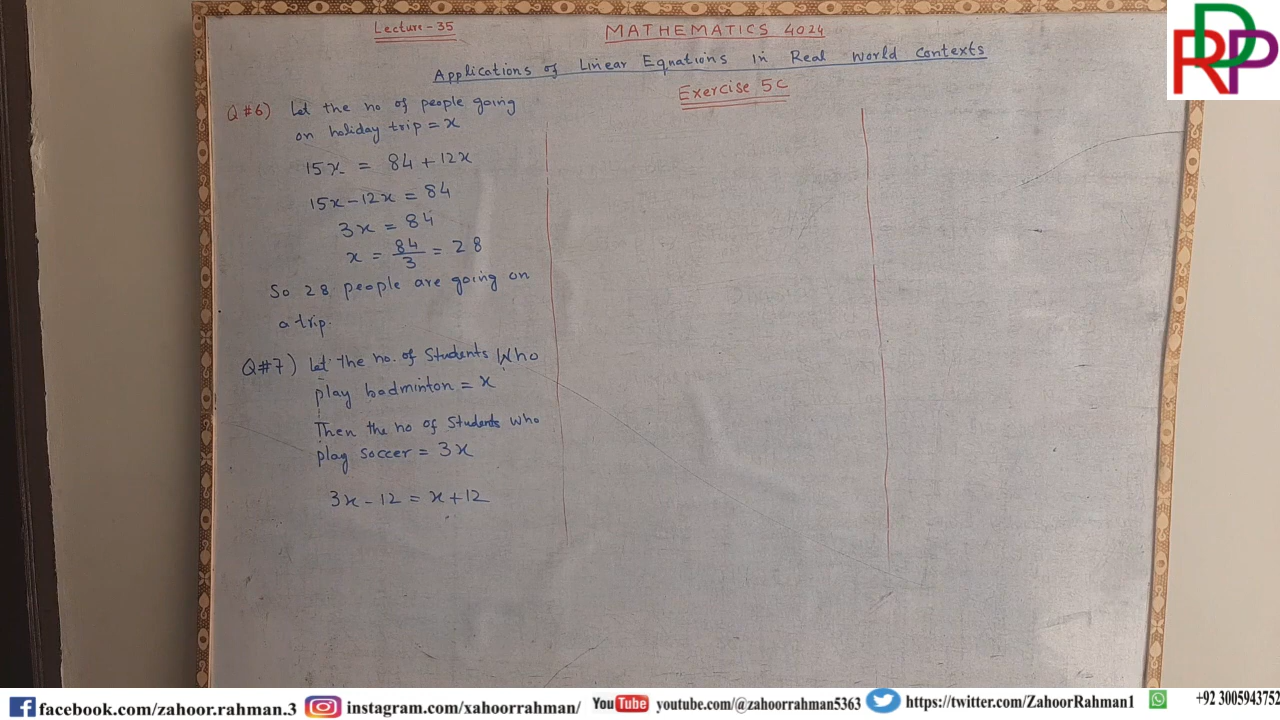 Lecture-35
MATHEMATICS 4024
Applications of Linear Equations in Real world contexts
Exercise 5C
Q#6) Let the no of people going
on holiday trip = x
15x = 84 + 12x
15x - 12x = 84
3x = 84
x = 84/3 = 28
So 28 people are going on
a trip.
Q#7) Let the no. of Students Who
play badminton = x
Then the no of Students who
play soccer = 3x
3x - 12 = x + 12
RDDP
facebook.com/zahoor.rahman.3 instagram.com/xahoorrahman/ YouTube youtube.com/@zahoorrahman5363 https://twitter.com/ZahoorRahman1 +92 3005943752